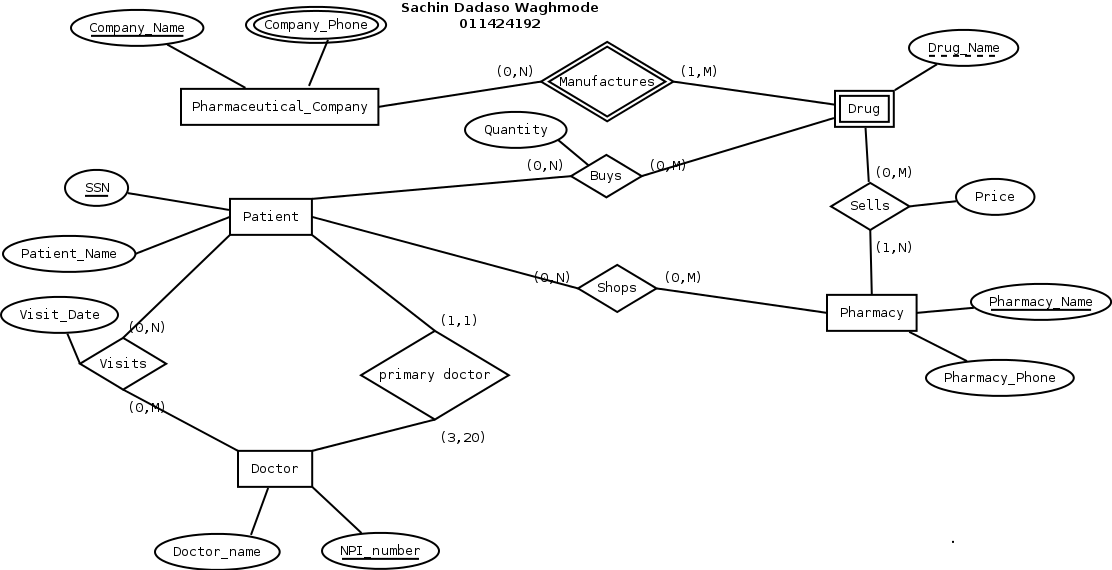 Sachin Dadaso Waghmode
011424192
Company_Name
Company_Phone
Drug_Name
(0,N)
Manufactures
(1,M)
Pharmaceutical_Company
Drug
Quantity
(0,N)
Buys
(0,M)
(0,M)
SSN
Sells
Price
Patient
(1,N)
Patient_Name
(0,N)
Shops
(0,M)
Pharmacy_Name
Visit_Date
Pharmacy
(0,N)
(1,1)
Visits
primary doctor
Pharmacy_Phone
(0,M)
(3,20)
Doctor
Doctor_name
NPI_number
.